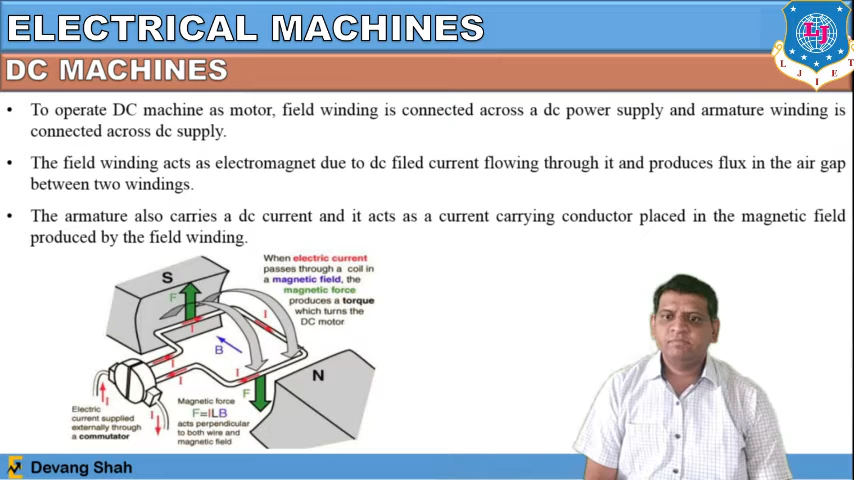 ELECTRICAL MACHINES
LJ
L J I E T
DC MACHINES
• To operate DC machine as motor, field winding is connected across a dc power supply and armature winding is
connected across dc supply.
• The field winding acts as electromagnet due to dc filed current flowing through it and produces flux in the air gap
between two windings.
• The armature also carries a dc current and it acts as a current carrying conductor placed in the magnetic field
produced by the field winding.
When electric current
passes through a coil in
a magnetic field, the
magnetic force
produces a torque
which turns the
DC motor
S
F
I
I
B
I
I
I
F
N
I
I
Electric
current supplied
externally through
a commutator
Magnetic force
F=ILB
acts perpendicular
to both wire and
magnetic field
Devang Shah